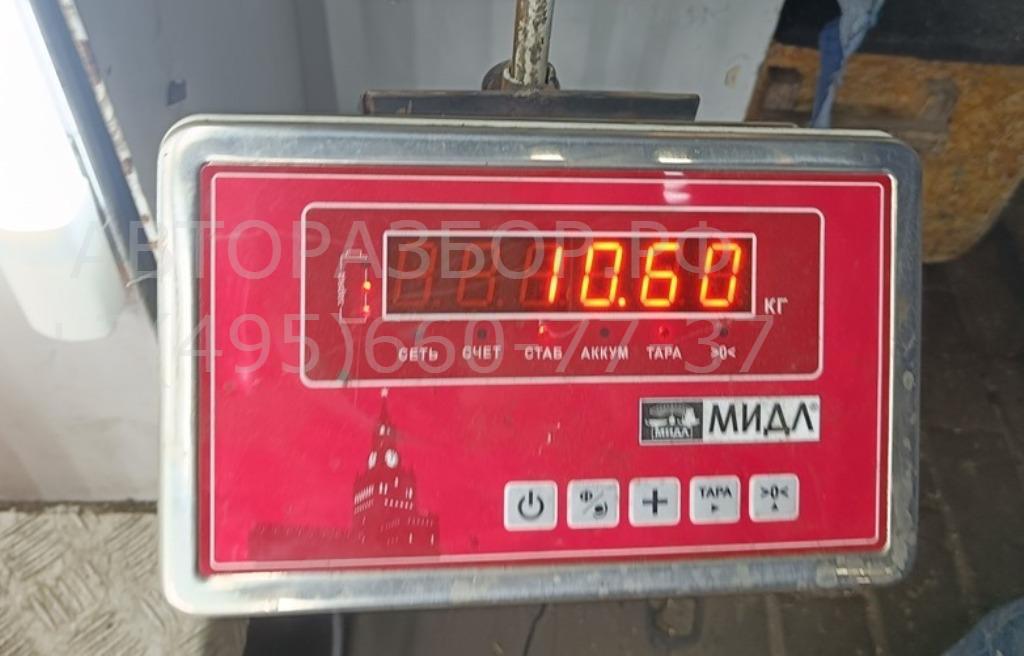 АВТОРАЗБОР.РФ
10.60
КГ
+7(495)660-77-37
СЕТЬ СЧЕТ СТАБ АККУМ ТАРА >0<
МИДЛ МИДЛ®
Ф ТАРА >0<